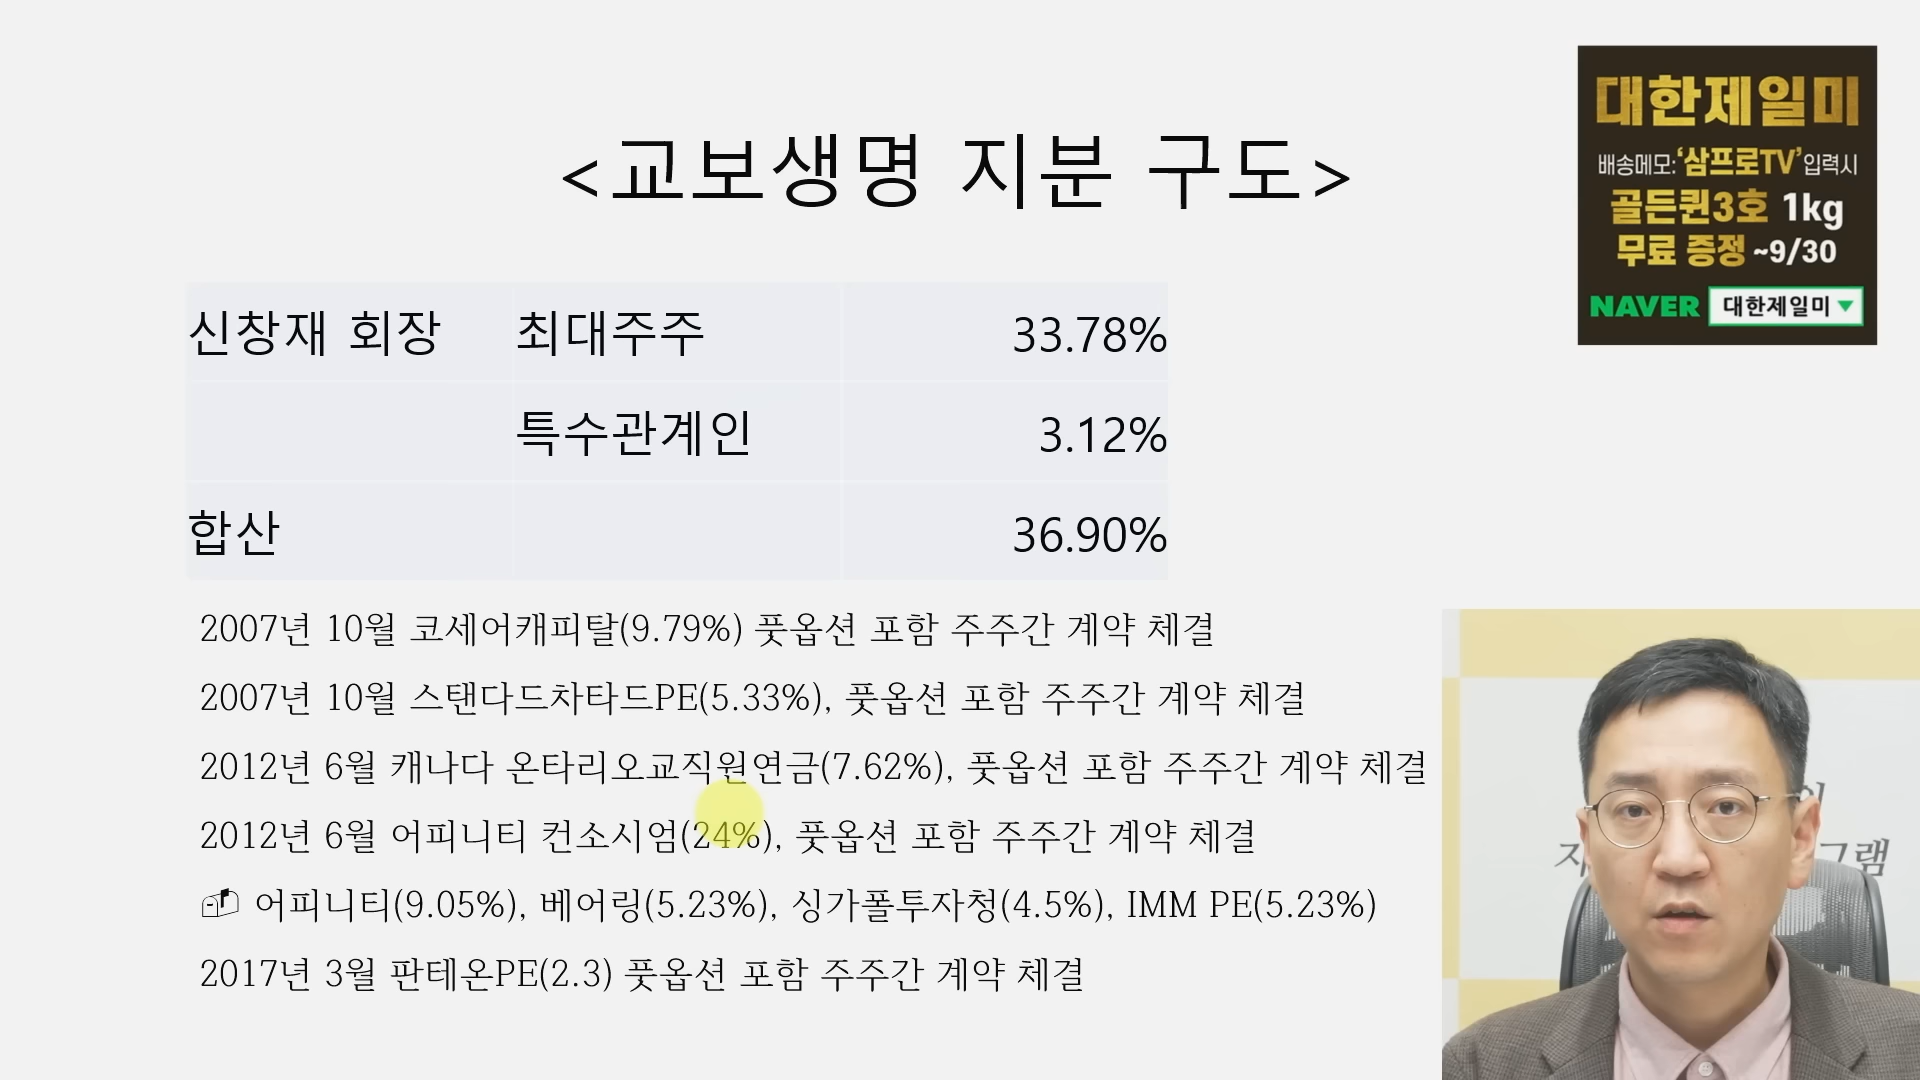 <교보생명 지분 구도>
신창재 회장 최대주주 33.78%
특수관계인 3.12%
합산 36.90%
2007년 10월 코세어캐피탈(9.79%) 풋옵션 포함 주주간 계약 체결
2007년 10월 스탠다드차타드PE(5.33%), 풋옵션 포함 주주간 계약 체결
2012년 6월 캐나다 온타리오교직원연금(7.62%), 풋옵션 포함 주주간 계약 체결
2012년 6월 어피니티 컨소시엄(24%), 풋옵션 포함 주주간 계약 체결
어피니티(9.05%), 베어링(5.23%), 싱가폴투자청(4.5%), IMM PE(5.23%)
2017년 3월 판테온PE(2.3) 풋옵션 포함 주주간 계약 체결
대한제일미
배송메모:'삼프로TV'입력시
골든퀸3호 1kg
무료 증정 ~9/30
NAVER 대한제일미